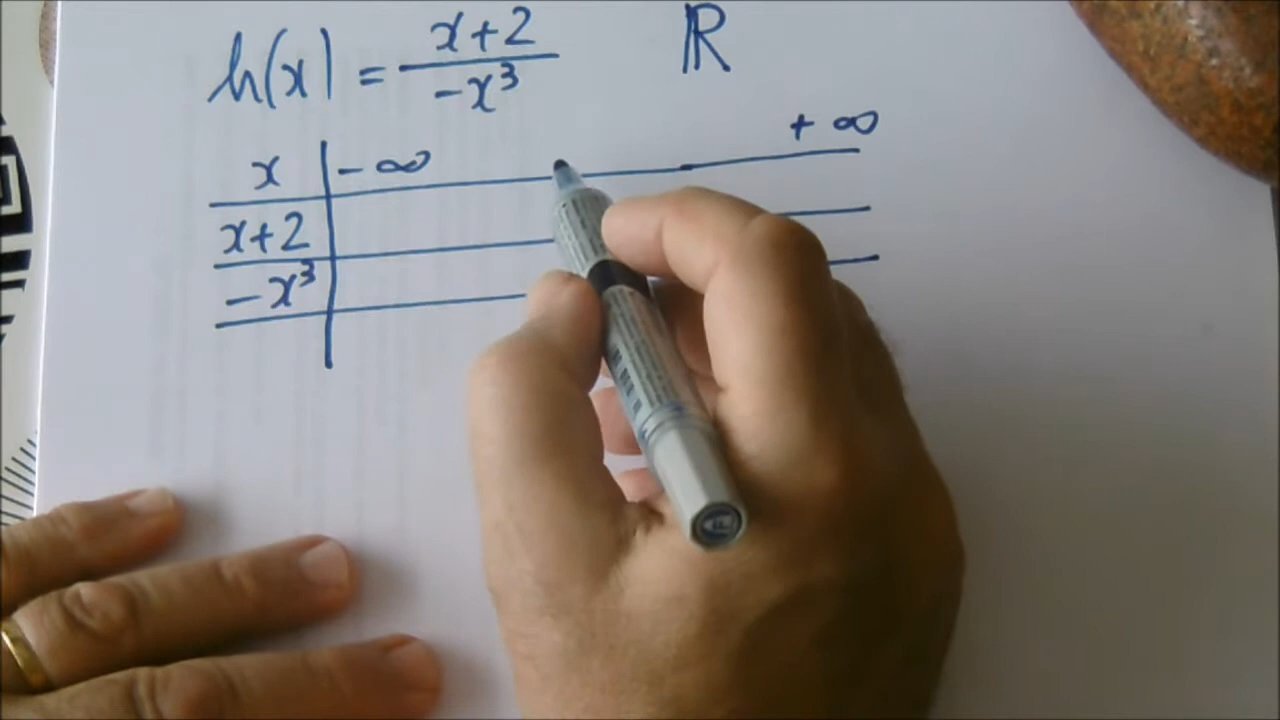 h(x) = x+2 / -x³ ℝ
x | -∞ +∞
x+2
-x³